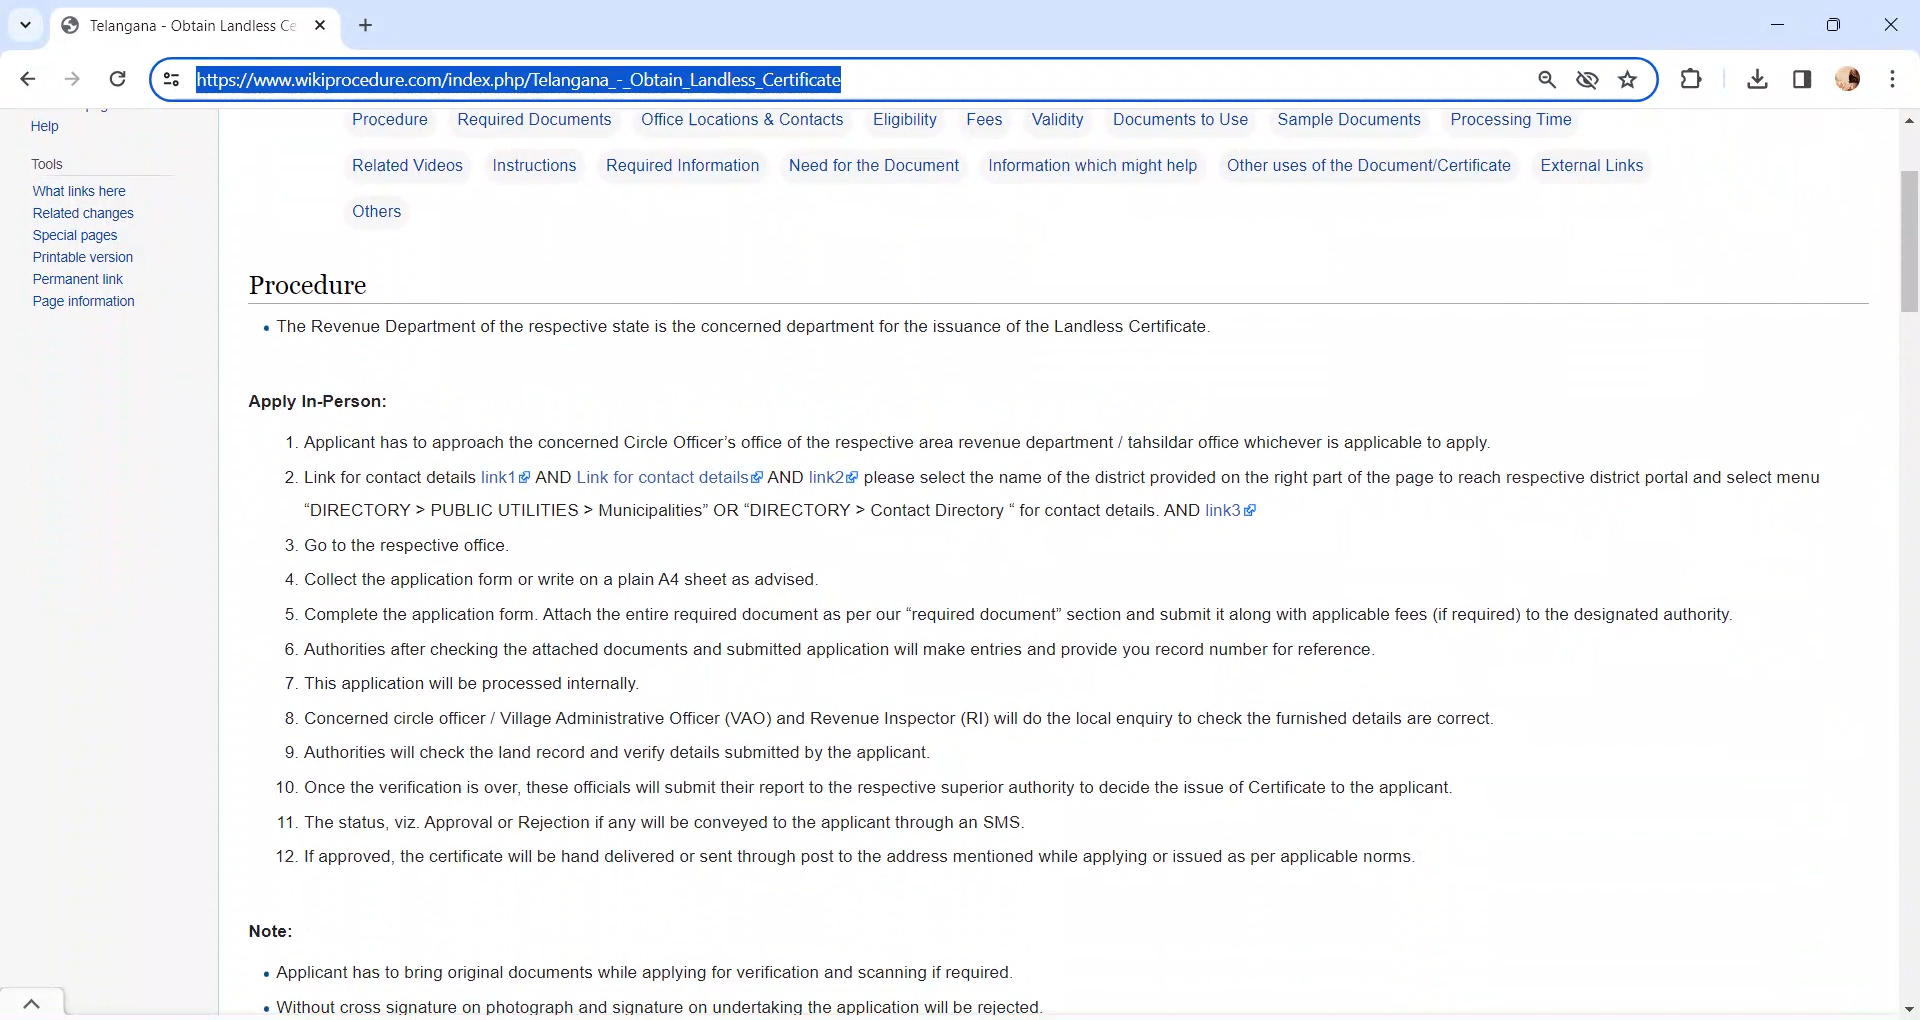 Telangana - Obtain Landless Ce
https://www.wikiprocedure.com/index.php/Telangana_-_Obtain_Landless_Certificate
Help
Tools
What links here
Related changes
Special pages
Printable version
Permanent link
Page information
Procedure Required Documents Office Locations & Contacts Eligibility Fees Validity Documents to Use Sample Documents Processing Time
Related Videos Instructions Required Information Need for the Document Information which might help Other uses of the Document/Certificate External Links
Others
Procedure
• The Revenue Department of the respective state is the concerned department for the issuance of the Landless Certificate.
Apply In-Person:
1. Applicant has to approach the concerned Circle Officer’s office of the respective area revenue department / tahsildar office whichever is applicable to apply.
2. Link for contact details link1 AND Link for contact details AND link2 please select the name of the district provided on the right part of the page to reach respective district portal and select menu
“DIRECTORY > PUBLIC UTILITIES > Municipalities” OR “DIRECTORY > Contact Directory “ for contact details. AND link3
3. Go to the respective office.
4. Collect the application form or write on a plain A4 sheet as advised.
5. Complete the application form. Attach the entire required document as per our “required document” section and submit it along with applicable fees (if required) to the designated authority.
6. Authorities after checking the attached documents and submitted application will make entries and provide you record number for reference.
7. This application will be processed internally.
8. Concerned circle officer / Village Administrative Officer (VAO) and Revenue Inspector (RI) will do the local enquiry to check the furnished details are correct.
9. Authorities will check the land record and verify details submitted by the applicant.
10. Once the verification is over, these officials will submit their report to the respective superior authority to decide the issue of Certificate to the applicant.
11. The status, viz. Approval or Rejection if any will be conveyed to the applicant through an SMS.
12. If approved, the certificate will be hand delivered or sent through post to the address mentioned while applying or issued as per applicable norms.
Note:
• Applicant has to bring original documents while applying for verification and scanning if required.
• Without cross signature on photograph and signature on undertaking the application will be rejected.